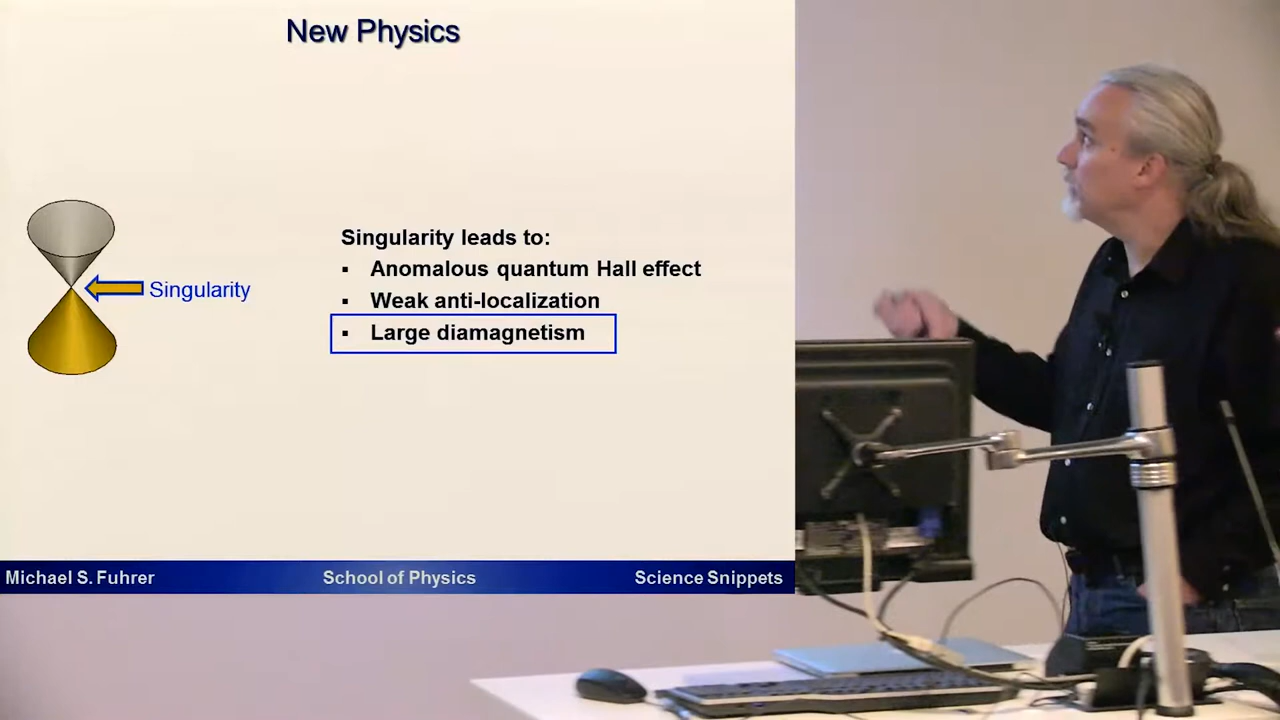 New Physics
Singularity leads to:
▪ Anomalous quantum Hall effect
Singularity
▪ Weak anti-localization
▪ Large diamagnetism
Michael S. Fuhrer School of Physics Science Snippets